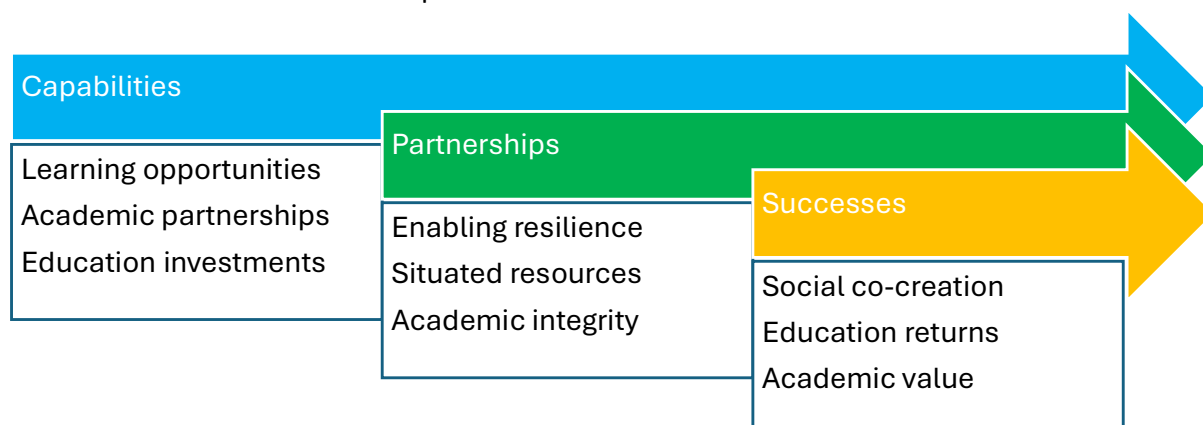 Capabilities
Learning opportunities
Academic partnerships
Education investments
Partnerships
Enabling resilience
Situated resources
Academic integrity
Successes
Social co-creation
Education returns
Academic value